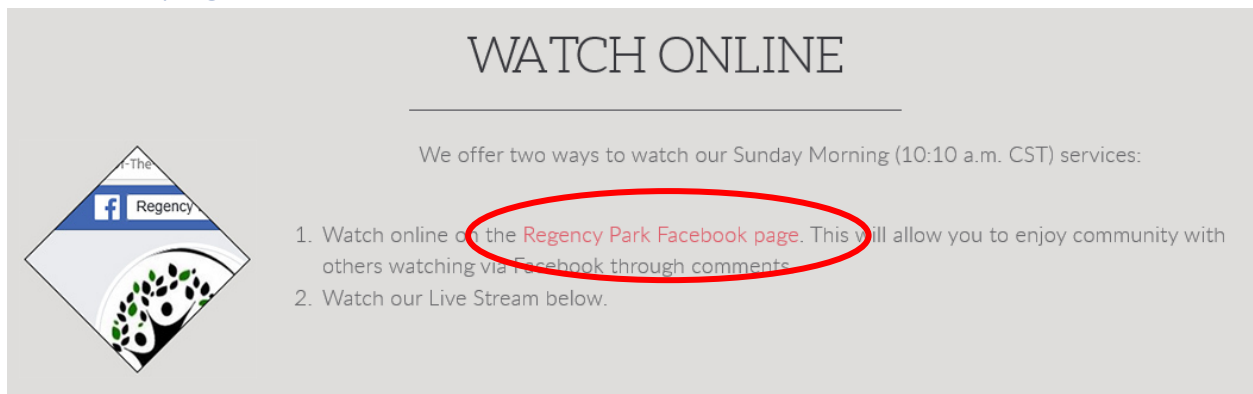 WATCH ONLINE
We offer two ways to watch our Sunday Morning (10:10 a.m. CST) services:
r-The
Regency
1. Watch online on the Regency Park Facebook page. This will allow you to enjoy community with
others watching via Facebook through comments.
2. Watch our Live Stream below.